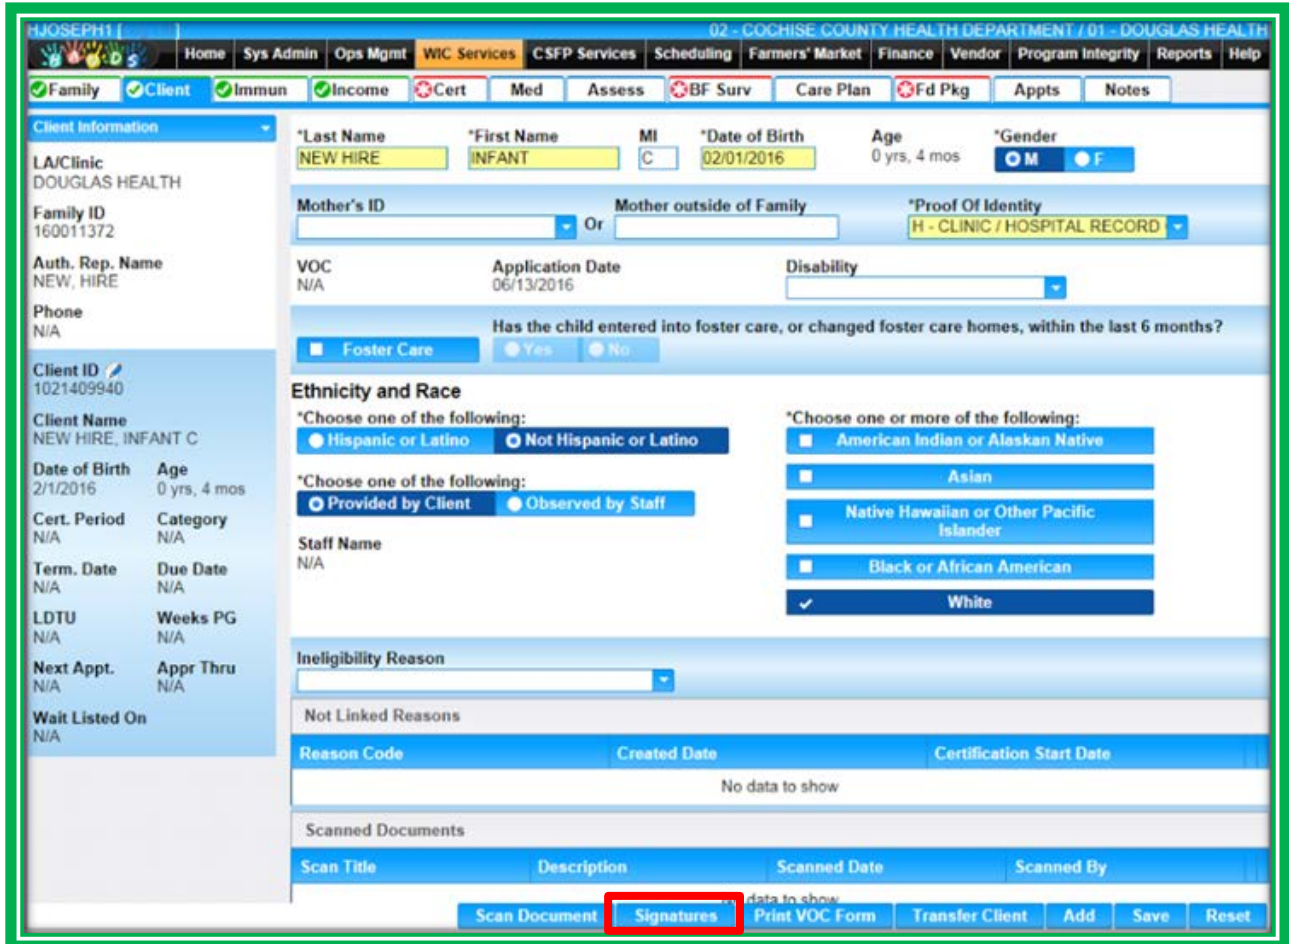 HJOSEPH1 [
02 - COCHISE COUNTY HEALTH DEPARTMENT / 01 - DOUGLAS HEALTH
HANDS Home Sys Admin Ops Mgmt WIC Services CSFP Services Scheduling Farmers' Market Finance Vendor Program Integrity Reports Help
Family Client Immun Income Cert Med Assess BF Surv Care Plan Fd Pkg Appts Notes
Client Information
LA/Clinic
DOUGLAS HEALTH
Family ID
160011372
Auth. Rep. Name
NEW, HIRE
Phone
N/A
Client ID
1021409940
Client Name
NEW HIRE, INFANT C
Date of Birth Age
2/1/2016 0 yrs, 4 mos
Cert. Period Category
N/A N/A
Term. Date Due Date
N/A N/A
LDTU Weeks PG
N/A N/A
Next Appt. Appr Thru
N/A N/A
Wait Listed On
N/A
*Last Name *First Name MI *Date of Birth Age *Gender
NEW HIRE INFANT C 02/01/2016 0 yrs, 4 mos M F
Mother's ID Mother outside of Family *Proof Of Identity
Or H - CLINIC / HOSPITAL RECORD
VOC Application Date Disability
N/A 06/13/2016
Has the child entered into foster care, or changed foster care homes, within the last 6 months?
Foster Care Yes No
Ethnicity and Race
*Choose one of the following: *Choose one or more of the following:
Hispanic or Latino Not Hispanic or Latino American Indian or Alaskan Native
Asian
*Choose one of the following:
Provided by Client Observed by Staff Native Hawaiian or Other Pacific
Islander
Staff Name
N/A Black or African American
White
Ineligibility Reason
Not Linked Reasons
Reason Code Created Date Certification Start Date
No data to show
Scanned Documents
Scan Title Description Scanned Date Scanned By
No data to show
Scan Document Signatures Print VOC Form Transfer Client Add Save Reset